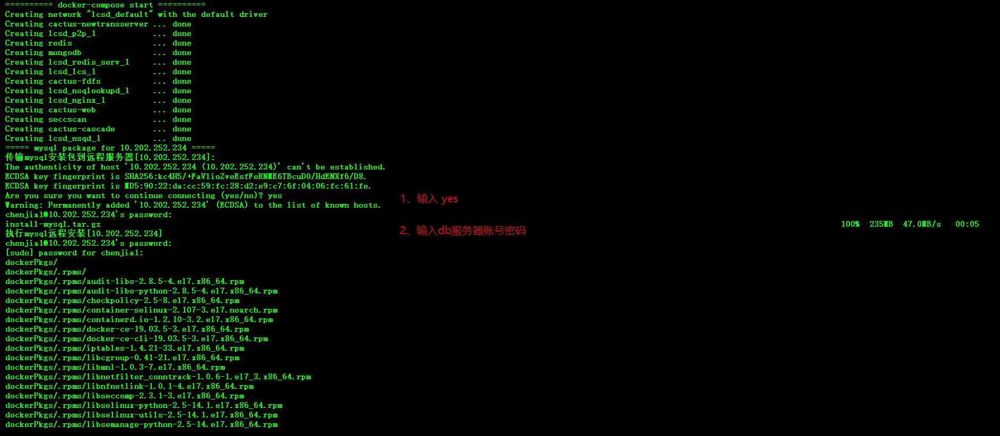 ========== docker-compose start ==========
Creating network "lcsd_default" with the default driver
Creating cactus-newtransserver ... done
Creating lcsd_p2p_1            ... done
Creating redis                 ... done
Creating mongodb               ... done
Creating lcsd_redis_serv_1     ... done
Creating lcsd_lcs_1            ... done
Creating cactus-fdfs           ... done
Creating lcsd_nsqlookupd_1     ... done
Creating lcsd_nginx_1          ... done
Creating cactus-web            ... done
Creating seccscan              ... done
Creating cactus-cascade        ... done
Creating lcsd_nsqd_1           ... done
===== mysql package for 10.202.252.234 =====
传输mysql安装包到远程服务器[10.202.252.234]:
The authenticity of host '10.202.252.234 (10.202.252.234)' can't be established.
ECDSA key fingerprint is SHA256:kc4H5/+FaVlioZveEsfFeRNME6TBcuD0/HdENXf6/D8.
ECDSA key fingerprint is MD5:90:22:da:cc:59:fc:28:d2:e9:c7:6f:04:06:fc:61:fe.
Are you sure you want to continue connecting (yes/no)? yes
1、输入 yes
Warning: Permanently added '10.202.252.234' (ECDSA) to the list of known hosts.
chenjial@10.202.252.234's password:
install-mysql.tar.gz 100% 235MB 47.0MB/s 00:05
2、输入db服务器账号密码
执行mysql远程安装[10.202.252.234]
chenjial@10.202.252.234's password:
[sudo] password for chenjial:
dockerPkgs/
dockerPkgs/.rpms/
dockerPkgs/.rpms/audit-libs-2.8.5-4.el7.x86_64.rpm
dockerPkgs/.rpms/audit-libs-python-2.8.5-4.el7.x86_64.rpm
dockerPkgs/.rpms/checkpolicy-2.5-8.el7.x86_64.rpm
dockerPkgs/.rpms/container-selinux-2.107-3.el7.noarch.rpm
dockerPkgs/.rpms/containerd.io-1.2.10-3.2.el7.x86_64.rpm
dockerPkgs/.rpms/docker-ce-19.03.5-3.el7.x86_64.rpm
dockerPkgs/.rpms/docker-ce-cli-19.03.5-3.el7.x86_64.rpm
dockerPkgs/.rpms/iptables-1.4.21-33.el7.x86_64.rpm
dockerPkgs/.rpms/libcgroup-0.41-21.el7.x86_64.rpm
dockerPkgs/.rpms/libmnl-1.0.3-7.el7.x86_64.rpm
dockerPkgs/.rpms/libnetfilter_conntrack-1.0.6-1.el7_3.x86_64.rpm
dockerPkgs/.rpms/libnfnetlink-1.0.1-4.el7.x86_64.rpm
dockerPkgs/.rpms/libseccomp-2.3.1-3.el7.x86_64.rpm
dockerPkgs/.rpms/libselinux-python-2.5-14.1.el7.x86_64.rpm
dockerPkgs/.rpms/libselinux-utils-2.5-14.1.el7.x86_64.rpm
dockerPkgs/.rpms/libsemanage-python-2.5-14.el7.x86_64.rpm